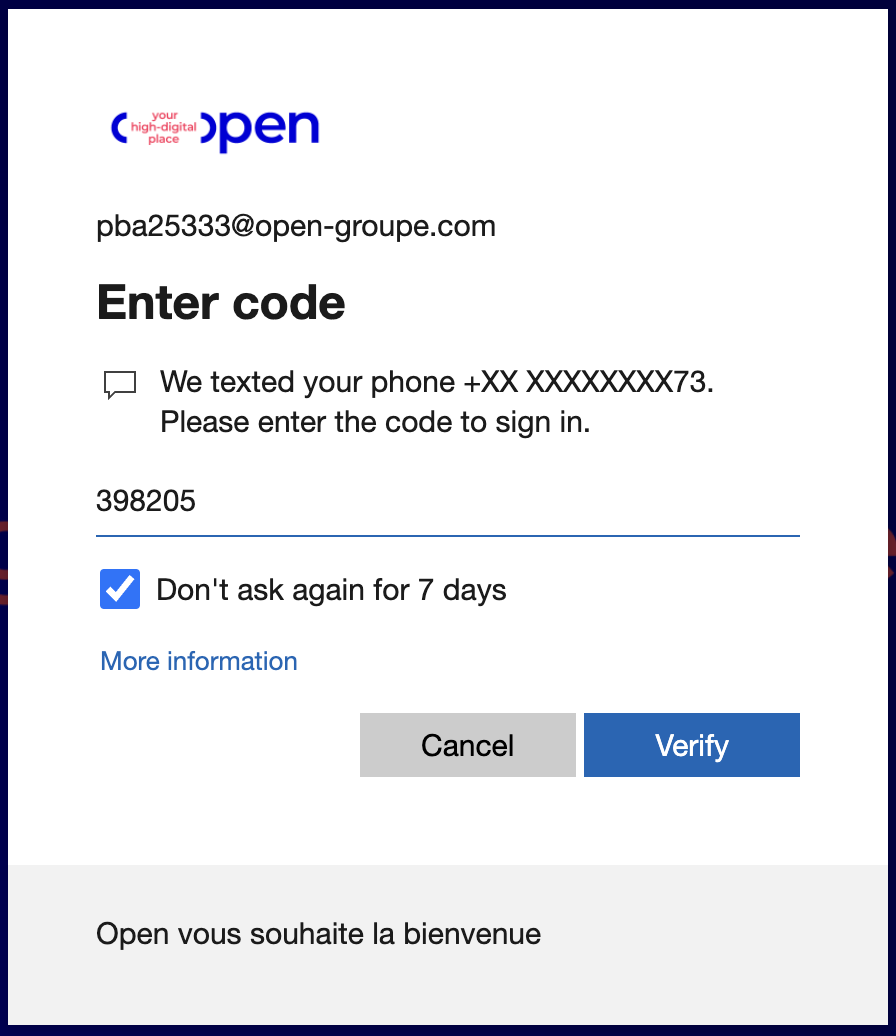 your
high-digital
place
open
pba25333@open-groupe.com
Enter code
We texted your phone +XX XXXXXXXX73.
Please enter the code to sign in.
398205
Don't ask again for 7 days
More information
Cancel
Verify
Open vous souhaite la bienvenue